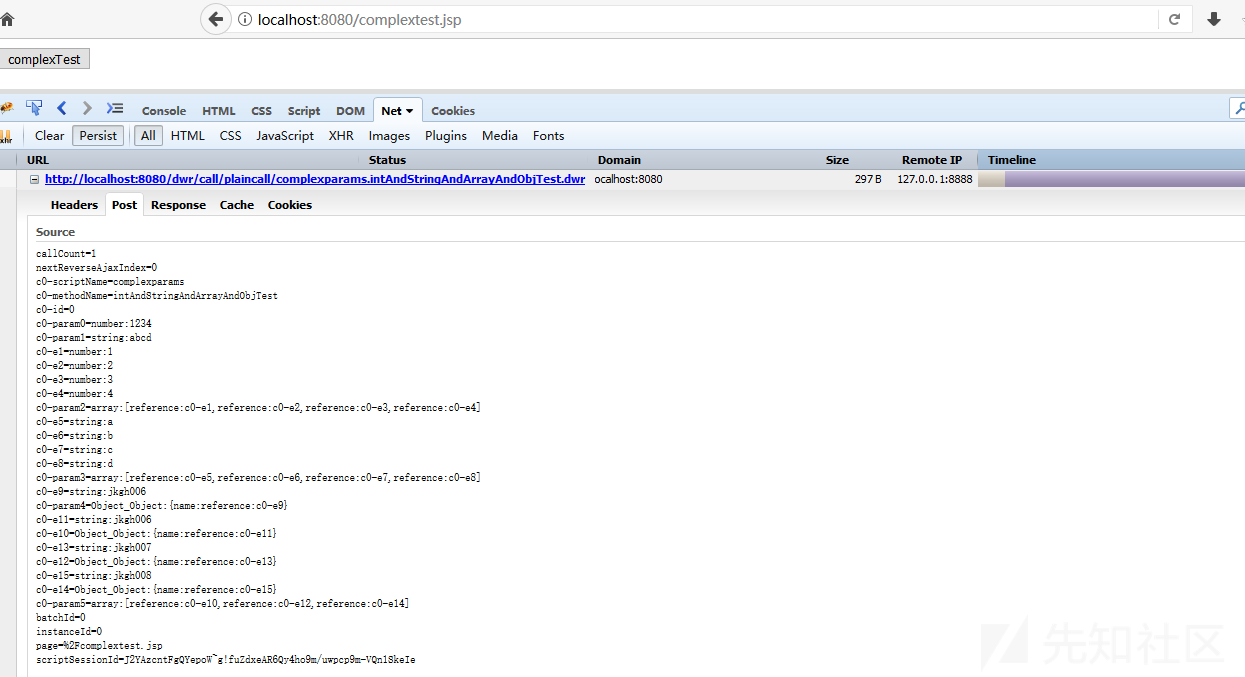 localhost:8080/complextest.jsp
complexTest
Console HTML CSS Script DOM Net Cookies
xhr Clear Persist All HTML CSS JavaScript XHR Images Plugins Media Fonts
URL Status Domain Size Remote IP Timeline
http://localhost:8080/dwr/call/plaincall/complexparams.intAndStringAndArrayAndObjTest.dwr ocalhost:8080 297 B 127.0.0.1:8888
Headers Post Response Cache Cookies
Source
callCount=1
nextReverseAjaxIndex=0
c0-scriptName=complexparams
c0-methodName=intAndStringAndArrayAndObjTest
c0-id=0
c0-param0=number:1234
c0-param1=string:abcd
c0-e1=number:1
c0-e2=number:2
c0-e3=number:3
c0-e4=number:4
c0-param2=array:[reference:c0-e1,reference:c0-e2,reference:c0-e3,reference:c0-e4]
c0-e5=string:a
c0-e6=string:b
c0-e7=string:c
c0-e8=string:d
c0-param3=array:[reference:c0-e5,reference:c0-e6,reference:c0-e7,reference:c0-e8]
c0-e9=string:jkgh006
c0-param4=Object_Object:{name:reference:c0-e9}
c0-e11=string:jkgh006
c0-e10=Object_Object:{name:reference:c0-e11}
c0-e13=string:jkgh007
c0-e12=Object_Object:{name:reference:c0-e13}
c0-e15=string:jkgh008
c0-e14=Object_Object:{name:reference:c0-e15}
c0-param5=array:[reference:c0-e10,reference:c0-e12,reference:c0-e14]
batchId=0
instanceId=0
page=%2Fcomplextest.jsp
scriptSessionId=J2YAzcntFgQYepoW~g!fuZdxeAR6Qy4ho9m/uwpcp9m-VQn1SkeIe
先知社区